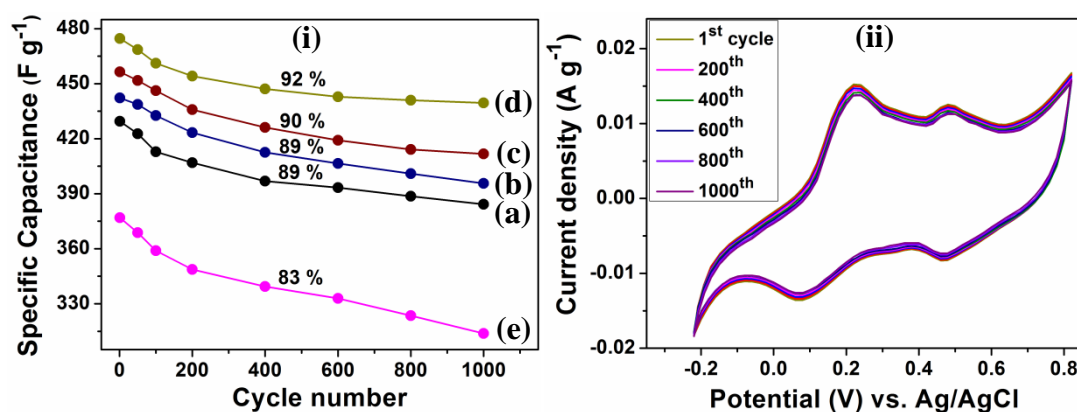 (i)
Specific Capacitance (F g⁻¹)
480
450
420
390
360
330
92 %
90 %
89 %
89 %
83 %
(d)
(c)
(b)
(a)
(e)
0 200 400 600 800 1000
Cycle number
(ii)
Current density (A g⁻¹)
0.02
0.01
0.00
-0.01
-0.02
1ˢᵗ cycle
200ᵗʰ
400ᵗʰ
600ᵗʰ
800ᵗʰ
1000ᵗʰ
-0.2 0.0 0.2 0.4 0.6 0.8
Potential (V) vs. Ag/AgCl